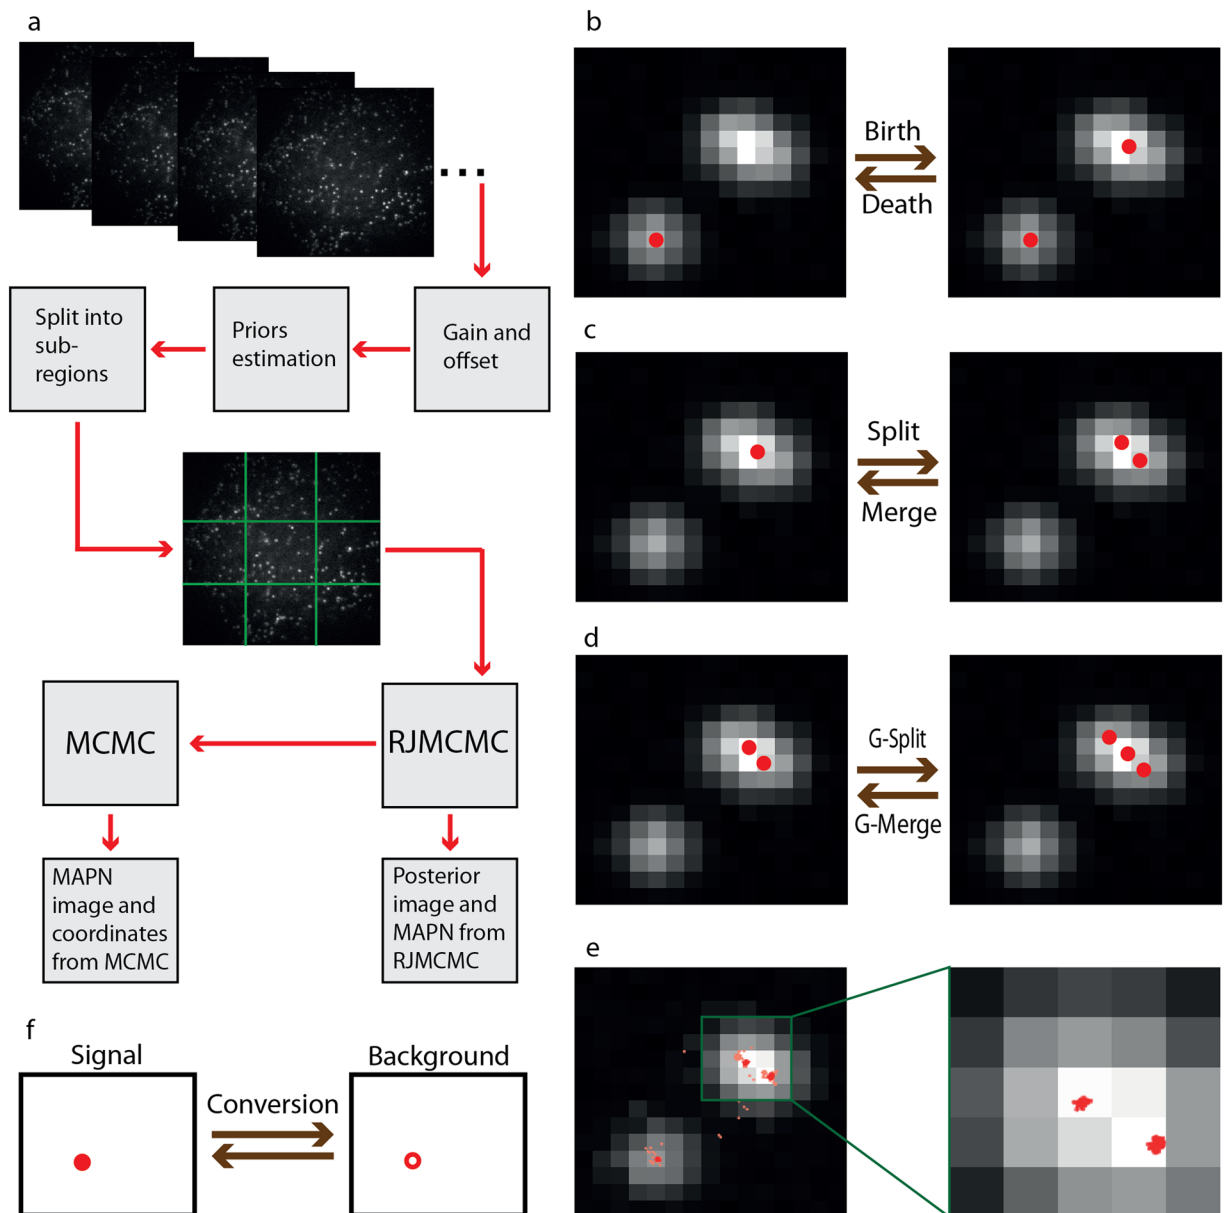 a
Gain and
offset
Priors
estimation
Split into
sub-
regions
MCMC
RJMCMC
MAPN
image and
coordinates
from MCMC
Posterior
image and
MAPN from
RJMCMC
b
Birth
Death
c
Split
Merge
d
G-Split
G-Merge
e
f
Signal
Background
Conversion